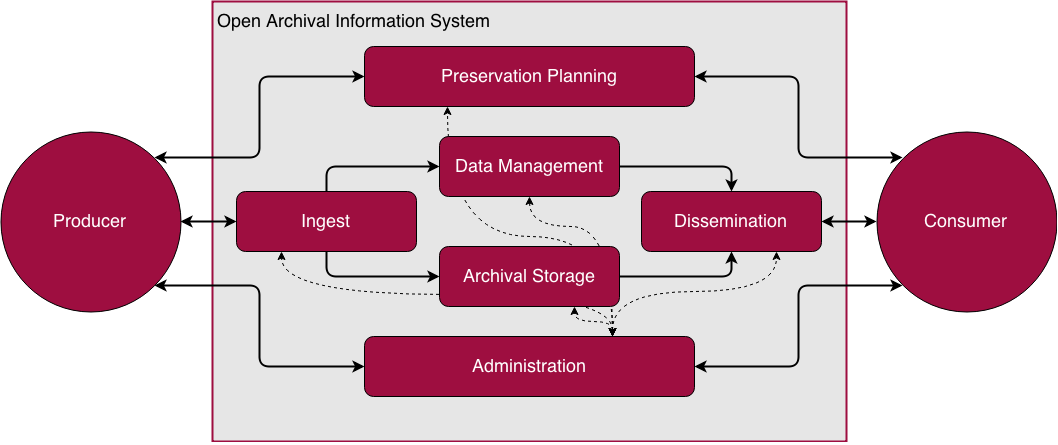 Open Archival Information System
Preservation Planning
Data Management
Producer
Ingest
Dissemination
Consumer
Archival Storage
Administration